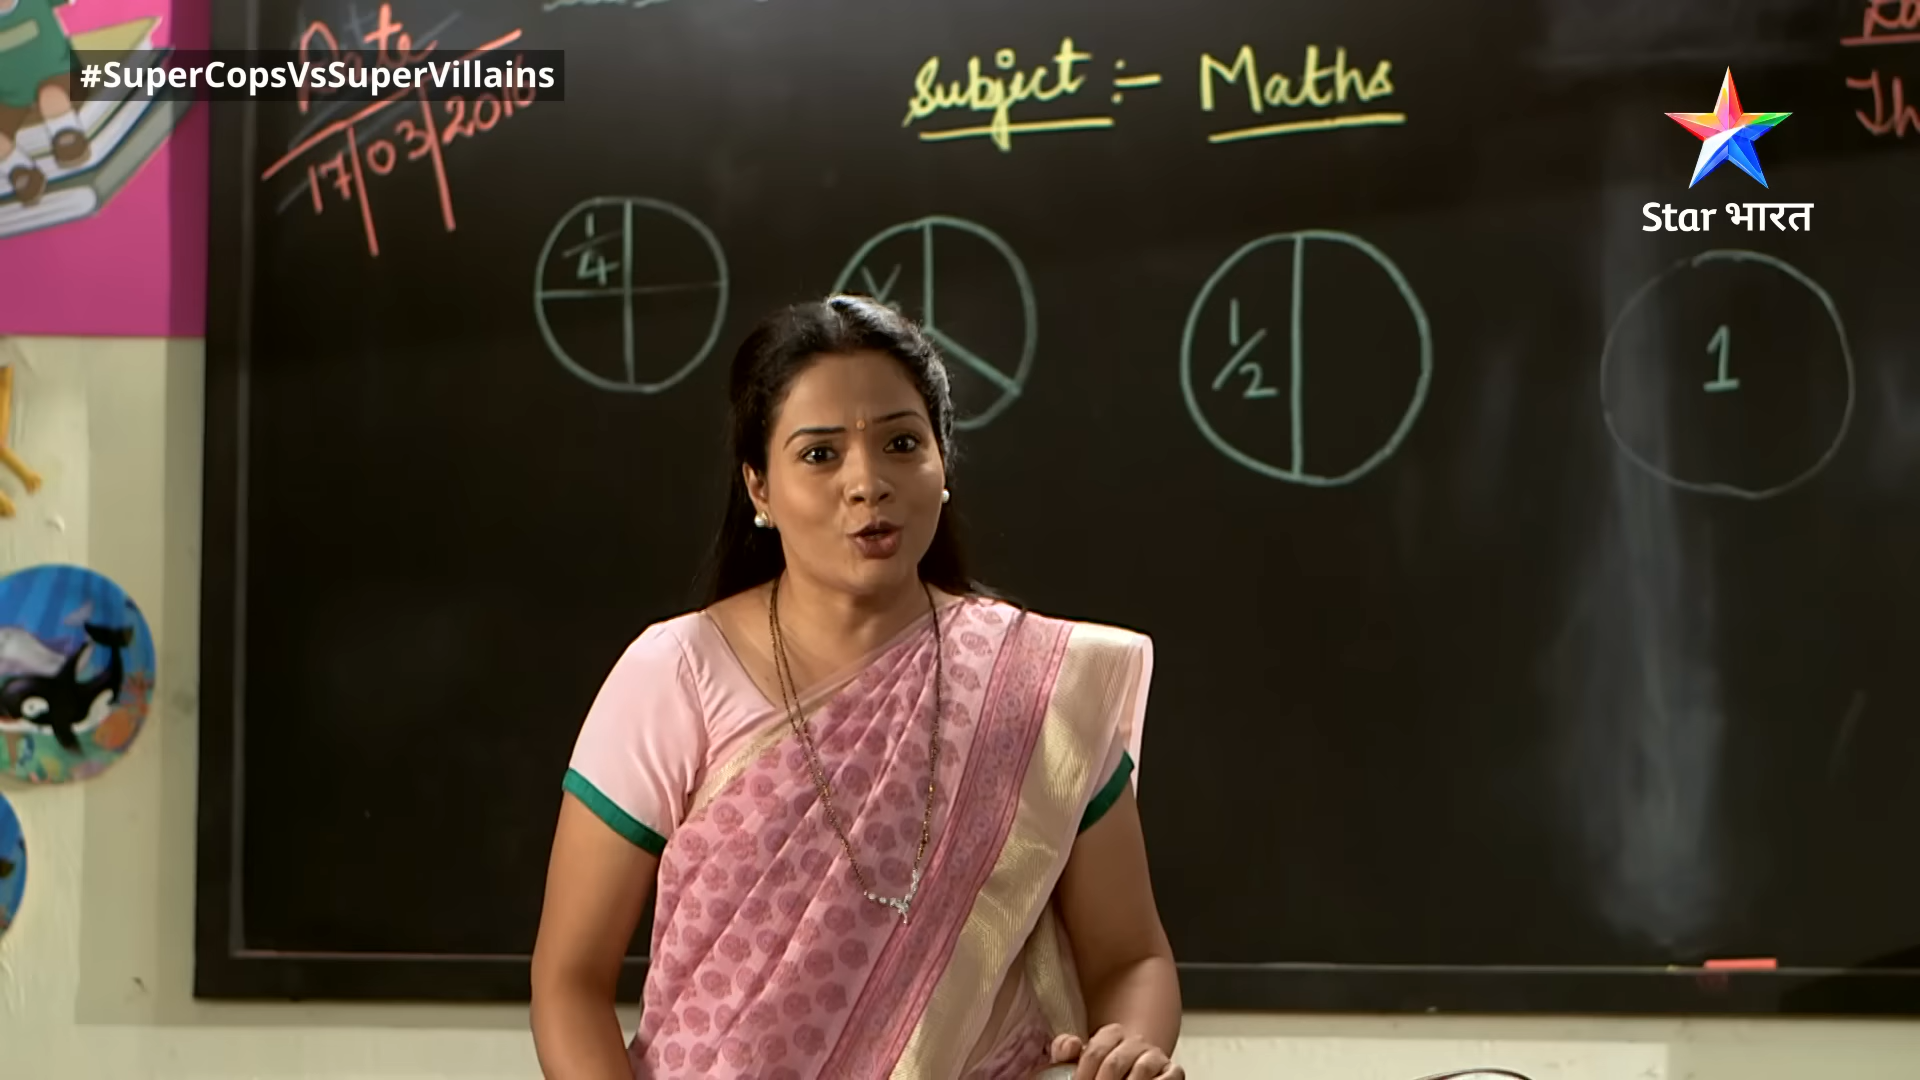 #SuperCopsVsSuperVillains
Date
17/03/2016
Subject :- Maths
Star भारत
1/4
1/2
1